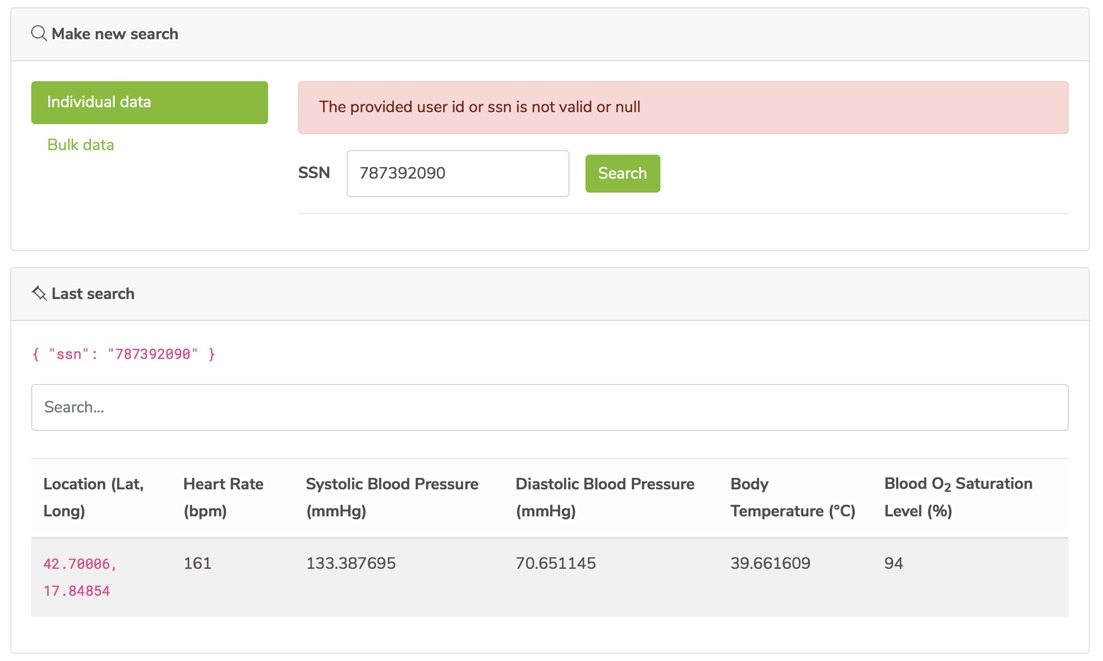 Make new search
Individual data
The provided user id or ssn is not valid or null
Bulk data
SSN
787392090
Search
Last search
{ "ssn": "787392090" }
Search...
Location (Lat, Long)
Heart Rate (bpm)
Systolic Blood Pressure (mmHg)
Diastolic Blood Pressure (mmHg)
Body Temperature (°C)
Blood O₂ Saturation Level (%)
42.70006, 17.84854
161
133.387695
70.651145
39.661609
94